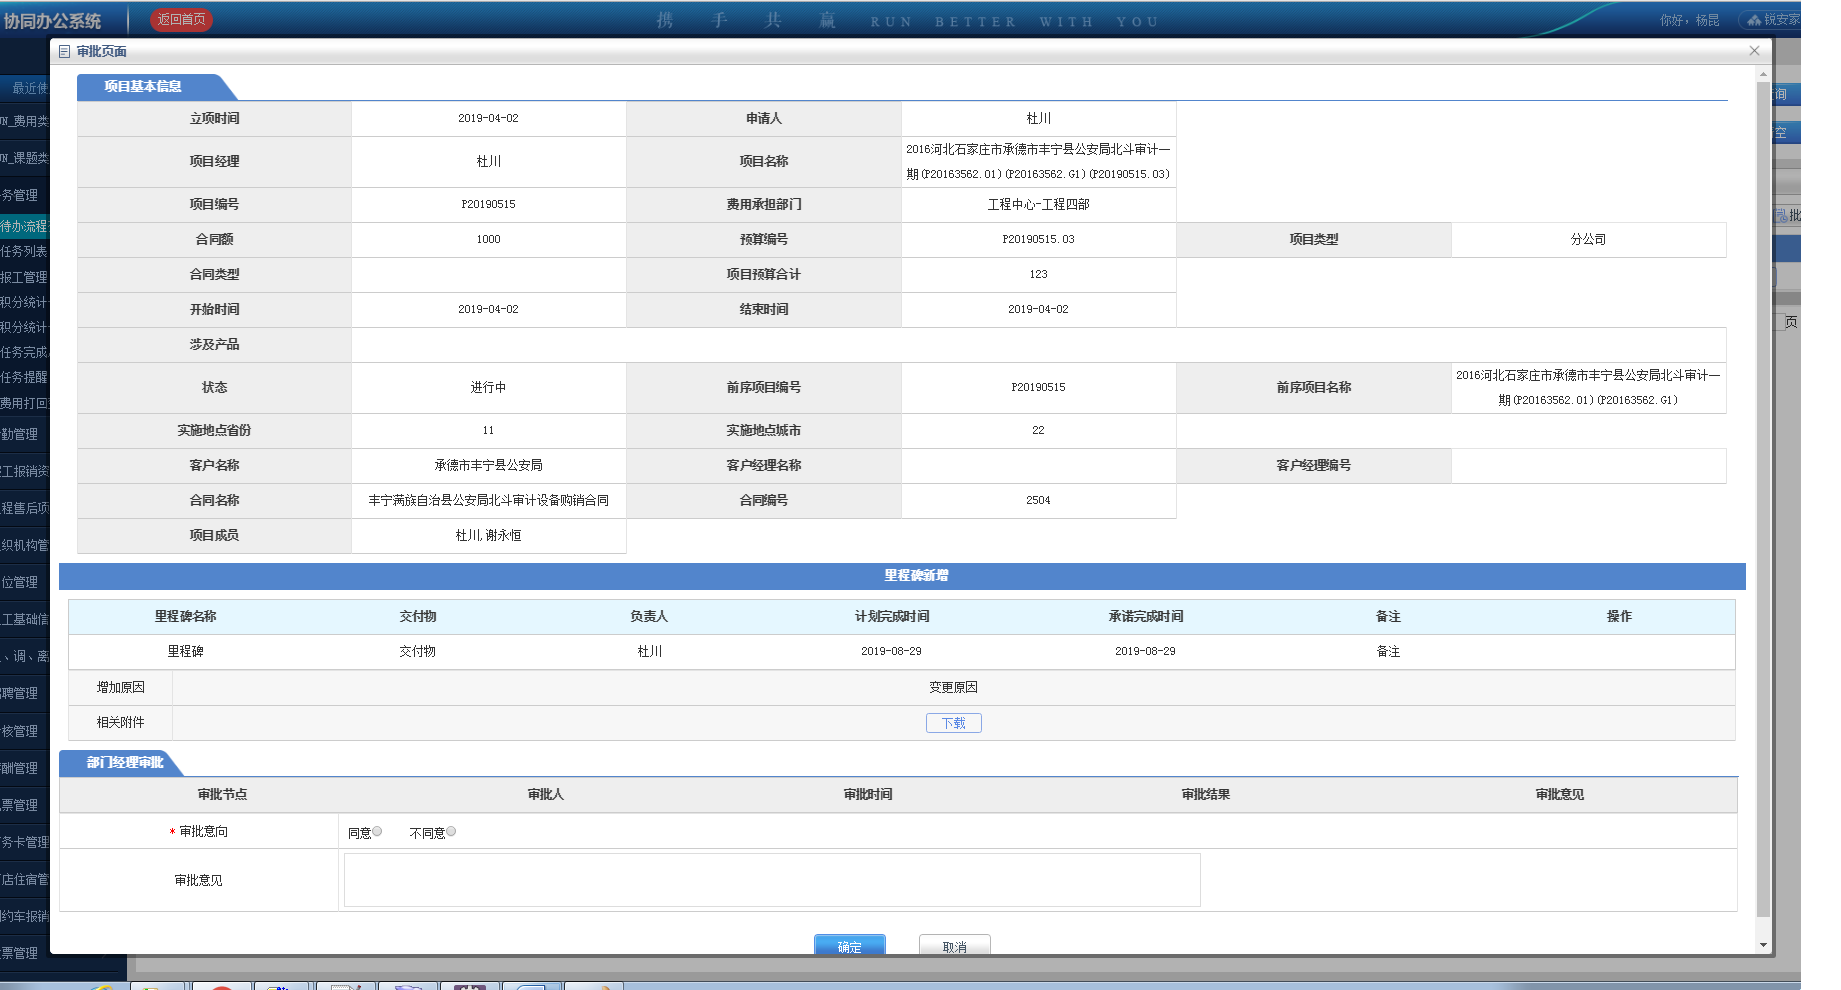 协同办公系统
返回首页
携 手 共 赢 RUN BETTER WITH YOU
你好，杨昆
锐安家
审批页面
项目基本信息
立项时间 2019-04-02 申请人 杜川
项目经理 杜川 项目名称 2016河北石家庄市承德市丰宁县公安局北斗审计一
期(P20163562.01)(P20163562.G1)(P20190515.03)
项目编号 P20190515 费用承担部门 工程中心-工程四部
合同额 1000 预算编号 P20190515.03 项目类型 分公司
合同类型 项目预算合计 123
开始时间 2019-04-02 结束时间 2019-04-02
涉及产品
状态 进行中 前序项目编号 P20190515 前序项目名称 2016河北石家庄市承德市丰宁县公安局北斗审计一
期(P20163562.01)(P20163562.G1)
实施地点省份 11 实施地点城市 22
客户名称 承德市丰宁县公安局 客户经理名称 客户经理编号
合同名称 丰宁满族自治县公安局北斗审计设备购销合同 合同编号 2504
项目成员 杜川,谢永恒
里程碑新增
里程碑名称 交付物 负责人 计划完成时间 承诺完成时间 备注 操作
里程碑 交付物 杜川 2019-08-29 2019-08-29 备注
增加原因 变更原因
相关附件 下载
部门经理审批
审批节点 审批人 审批时间 审批结果 审批意见
* 审批意向 同意 不同意
审批意见
确定 取消
最近使
N_费用类
N_课题类
务管理
待办流程
任务列表
报工管理
积分统计
积分统计
任务完成
任务提醒
费用打回
勤管理
工报销资
程售后项
织机构管
位管理
工基础信
、调、离
聘管理
核管理
酬管理
票管理
务卡管理
店住宿管
约车报销
票管理
询
空
批
页